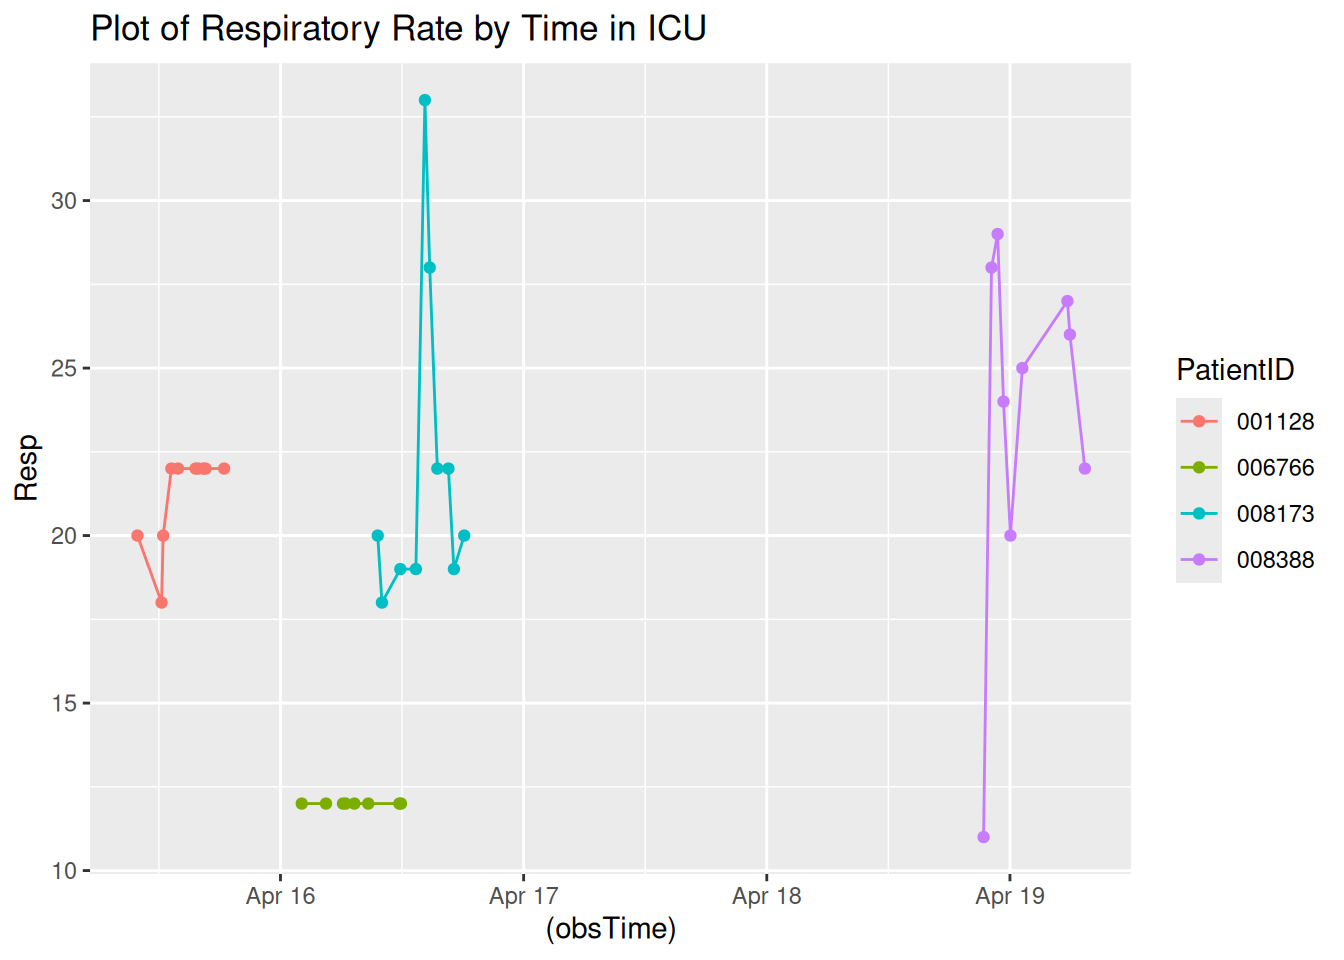 Plot of Respiratory Rate by Time in ICU
30
25
20
15
10
Resp
Apr 16
Apr 17
Apr 18
Apr 19
(obsTime)
PatientID
001128
006766
008173
008388